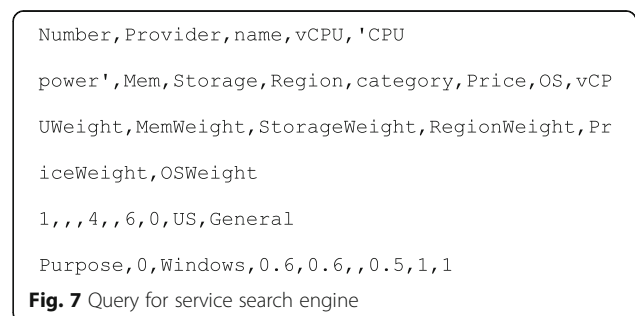 Number,Provider,name,vCPU,'CPU
power',Mem,Storage,Region,category,Price,OS,vCP
UWeight,MemWeight,StorageWeight,RegionWeight,Pr
iceWeight,OSWeight
1,,,4,,6,0,US,General
Purpose,0,Windows,0.6,0.6,,0.5,1,1
Fig. 7 Query for service search engine